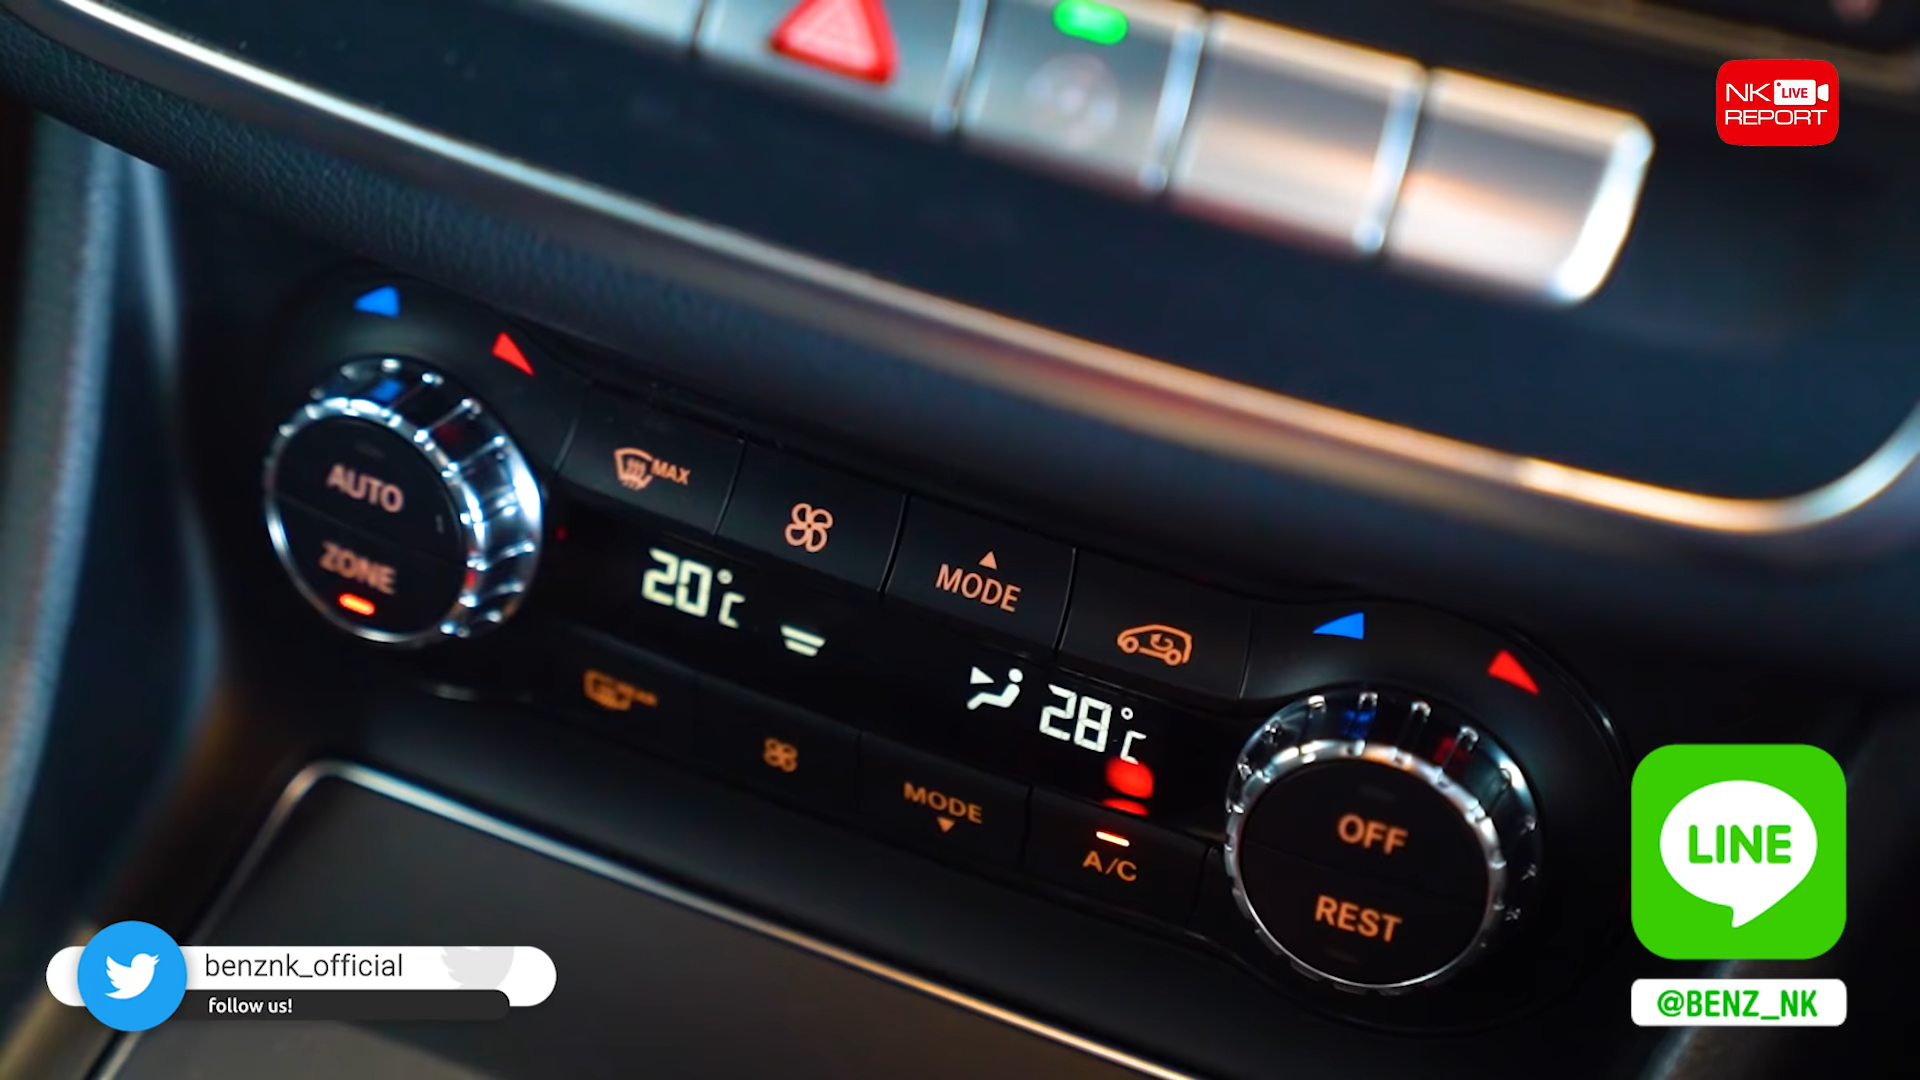 NK LIVE
REPORT
AUTO
ZONE
MAX
MODE
20°C
28°C
MODE
A/C
OFF
REST
LINE
@BENZ_NK
benznk_official
follow us!